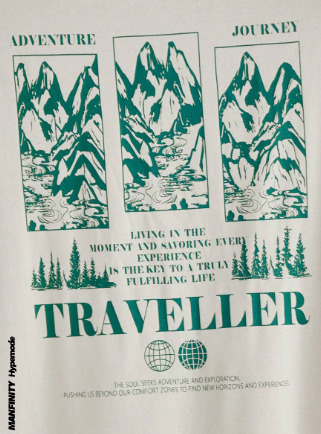 ADVENTURE
JOURNEY
LIVING IN THE
MOMENT AND SAVORING EVERY
EXPERIENCE
IS THE KEY TO A TRULY
FULFILLING LIFE
TRAVELLER
THE SOUL SEEKS ADVENTURE AND EXPLORATION,
PUSHING US BEYOND OUR COMFORT ZONES TO FIND NEW HORIZONS AND EXPERIENCES
MANFINITY Hypemode